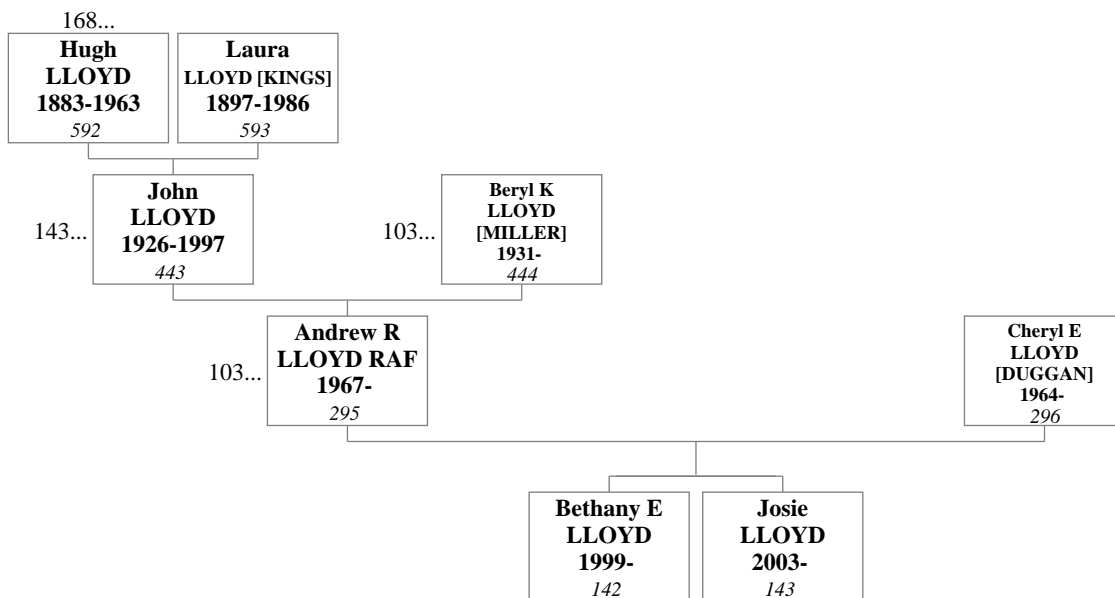 168...
Hugh
LLOYD
1883-1963
592
Laura
LLOYD [KINGS]
1897-1986
593
143...
John
LLOYD
1926-1997
443
103...
Beryl K
LLOYD
[MILLER]
1931-
444
103...
Andrew R
LLOYD RAF
1967-
295
Cheryl E
LLOYD
[DUGGAN]
1964-
296
Bethany E
LLOYD
1999-
142
Josie
LLOYD
2003-
143